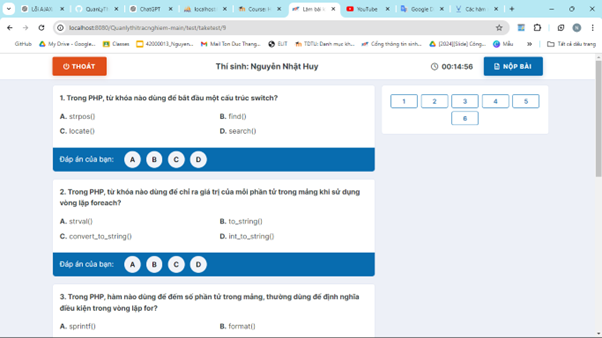 LỖI AJAX
QuanLyTh
ChatGPT
localhost
Course:
Làm bài
YouTube
Google
Các hàm
localhost:8080/Quanlythitracnghiem-main/test/taketest/9
GitHub
My Drive – Google...
Classes
42000013_Nguyen...
Mail Ton Duc Thang...
ELIT
TDTU: Danh mục kh...
Cổng thông tin sinh...
[2024][Slide] Công...
Mẫu
Tất cả dấu trang
THOÁT
Thí sinh: Nguyễn Nhật Huy
00:14:56
NỘP BÀI
1. Trong PHP, từ khóa nào dùng để bắt đầu một cấu trúc switch?
A. strpos() B. find()
C. locate() D. search()
Đáp án của bạn: A B C D
2. Trong PHP, từ khóa nào dùng để chỉ ra giá trị của mỗi phần tử trong mảng khi sử dụng
vòng lặp foreach?
A. strval() B. to_string()
C. convert_to_string() D. int_to_string()
Đáp án của bạn: A B C D
3. Trong PHP, hàm nào dùng để đếm số phần tử trong mảng, thường dùng để định nghĩa
điều kiện trong vòng lặp for?
A. sprintf() B. format()
1 2 3 4 5
6